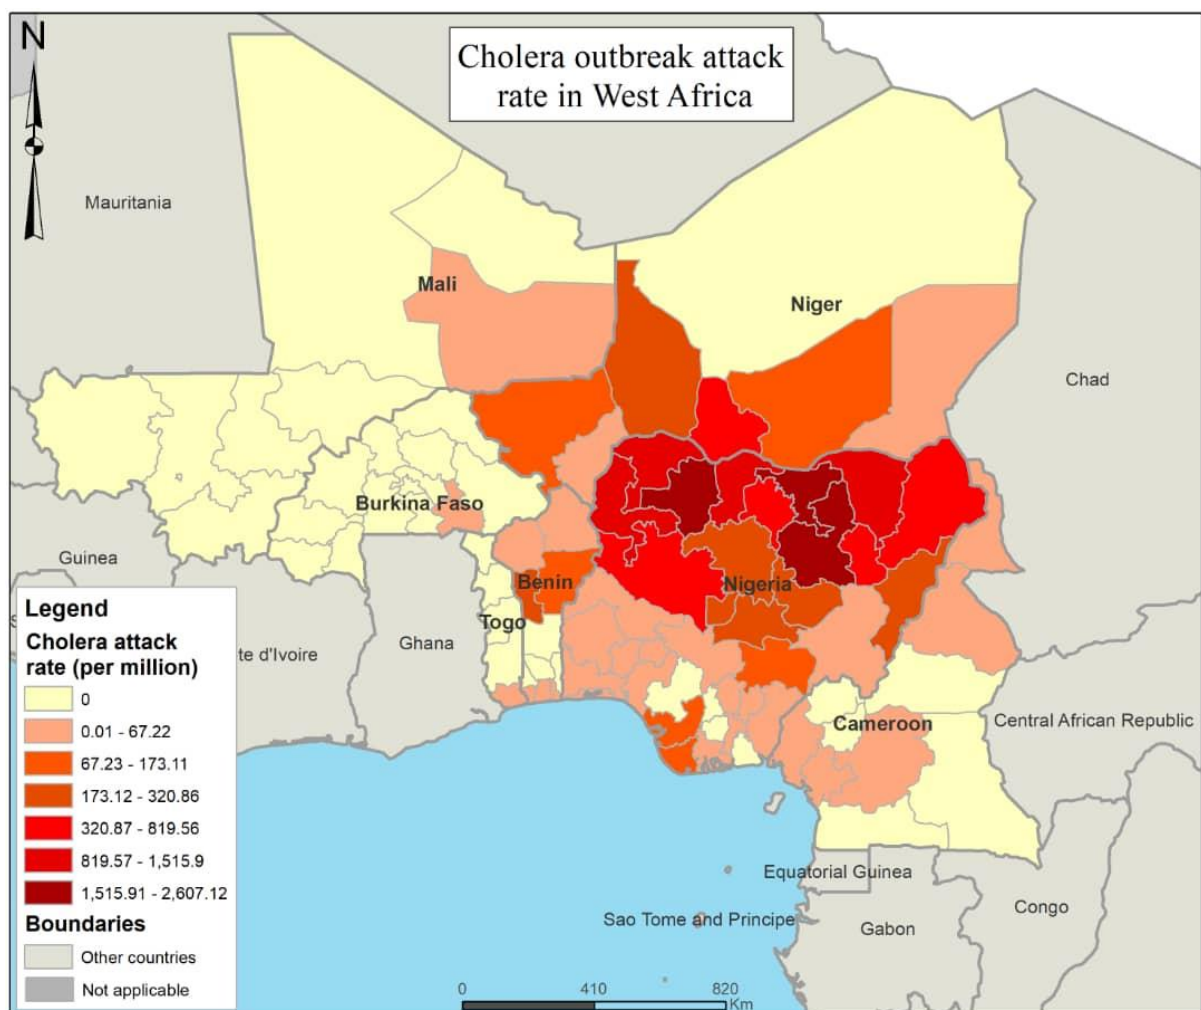 N
Cholera outbreak attack
rate in West Africa
Mauritania
Mali
Niger
Chad
Burkina Faso
Guinea
Benin
Nigeria
Togo
Ghana
te d'Ivoire
Cameroon
Central African Republic
Equatorial Guinea
Sao Tome and Principe
Gabon
Congo
Legend
Cholera attack
rate (per million)
0
0.01 - 67.22
67.23 - 173.11
173.12 - 320.86
320.87 - 819.56
819.57 - 1,515.9
1,515.91 - 2,607.12
Boundaries
Other countries
Not applicable
0 410 820
Km